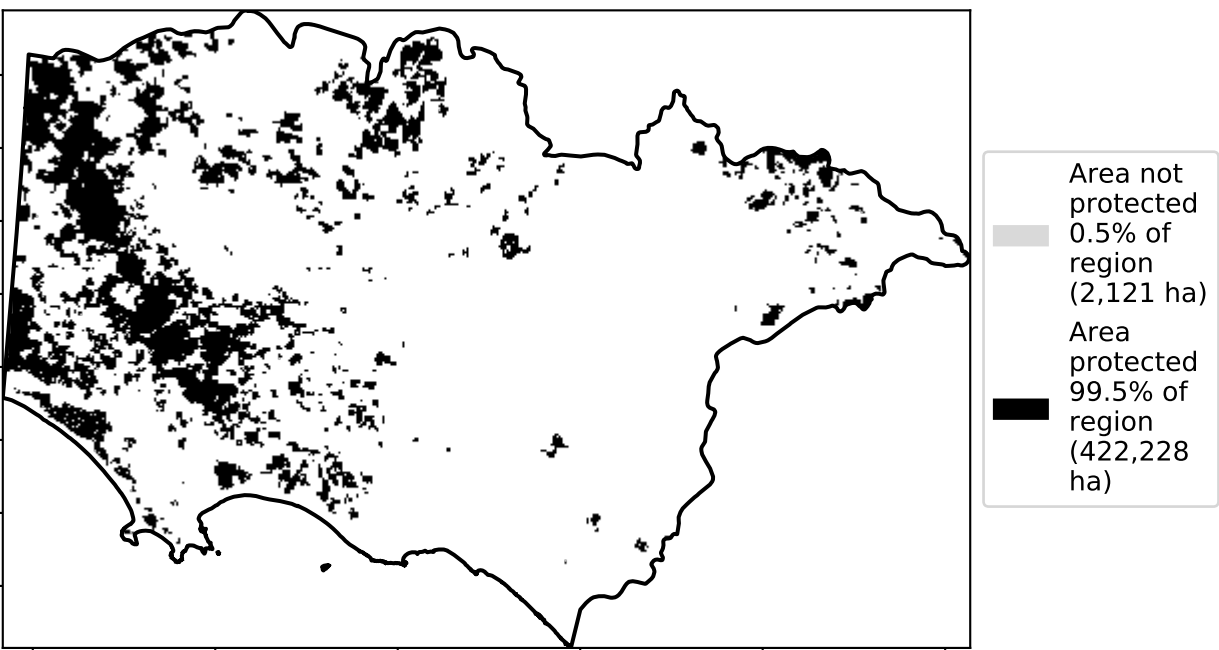 Area not
protected
0.5% of
region
(2,121 ha)
Area
protected
99.5% of
region
(422,228
ha)